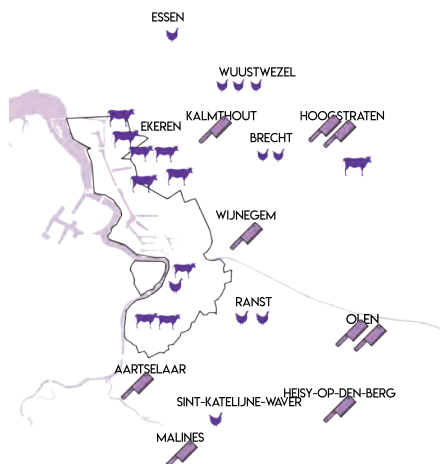 ESSEN
WUUSTWEZEL
KALMTHOUT
HOOGSTRATEN
EKEREN
BRECHT
WIJNEGEM
RANST
OLEN
AARTSELAAR
HEISY-OP-DEN-BERG
SINT-KATELIJNE-WAVER
MALINES